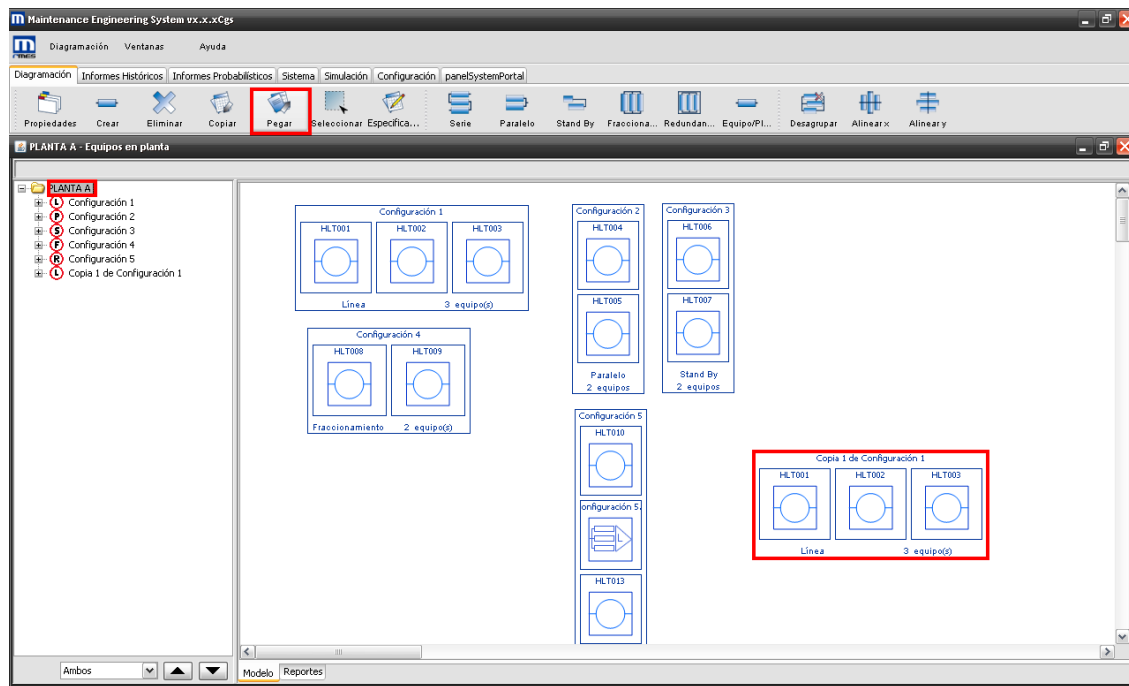 Maintenance Engineering System vx.x.xCgs
Diagramación Ventanas Ayuda
Diagramación Informes Históricos Informes Probabilísticos Sistema Simulación Configuración panelSystemPortal
Propiedades Crear Eliminar Copiar Pegar Seleccionar Especifica... Serie Paralelo Stand By Fracciona... Redundan... Equipo/Pl... Desagrupar Alinear x Alinear y
PLANTA A - Equipos en planta
PLANTA A
L Configuración 1
P Configuración 2
S Configuración 3
F Configuración 4
R Configuración 5
L Copia 1 de Configuración 1
Configuración 1
HLT001 HLT002 HLT003
Línea 3 equipo(s)
Configuración 2
HLT004
HLT005
Paralelo
2 equipos
Configuración 3
HLT006
HLT007
Stand By
2 equipos
Configuración 4
HLT008 HLT009
Fraccionamiento 2 equipo(s)
Configuración 5
HLT010
onfiguración 5.
L
HLT013
Copia 1 de Configuración 1
HLT001 HLT002 HLT003
Línea 3 equipo(s)
Ambos
Modelo Reportes